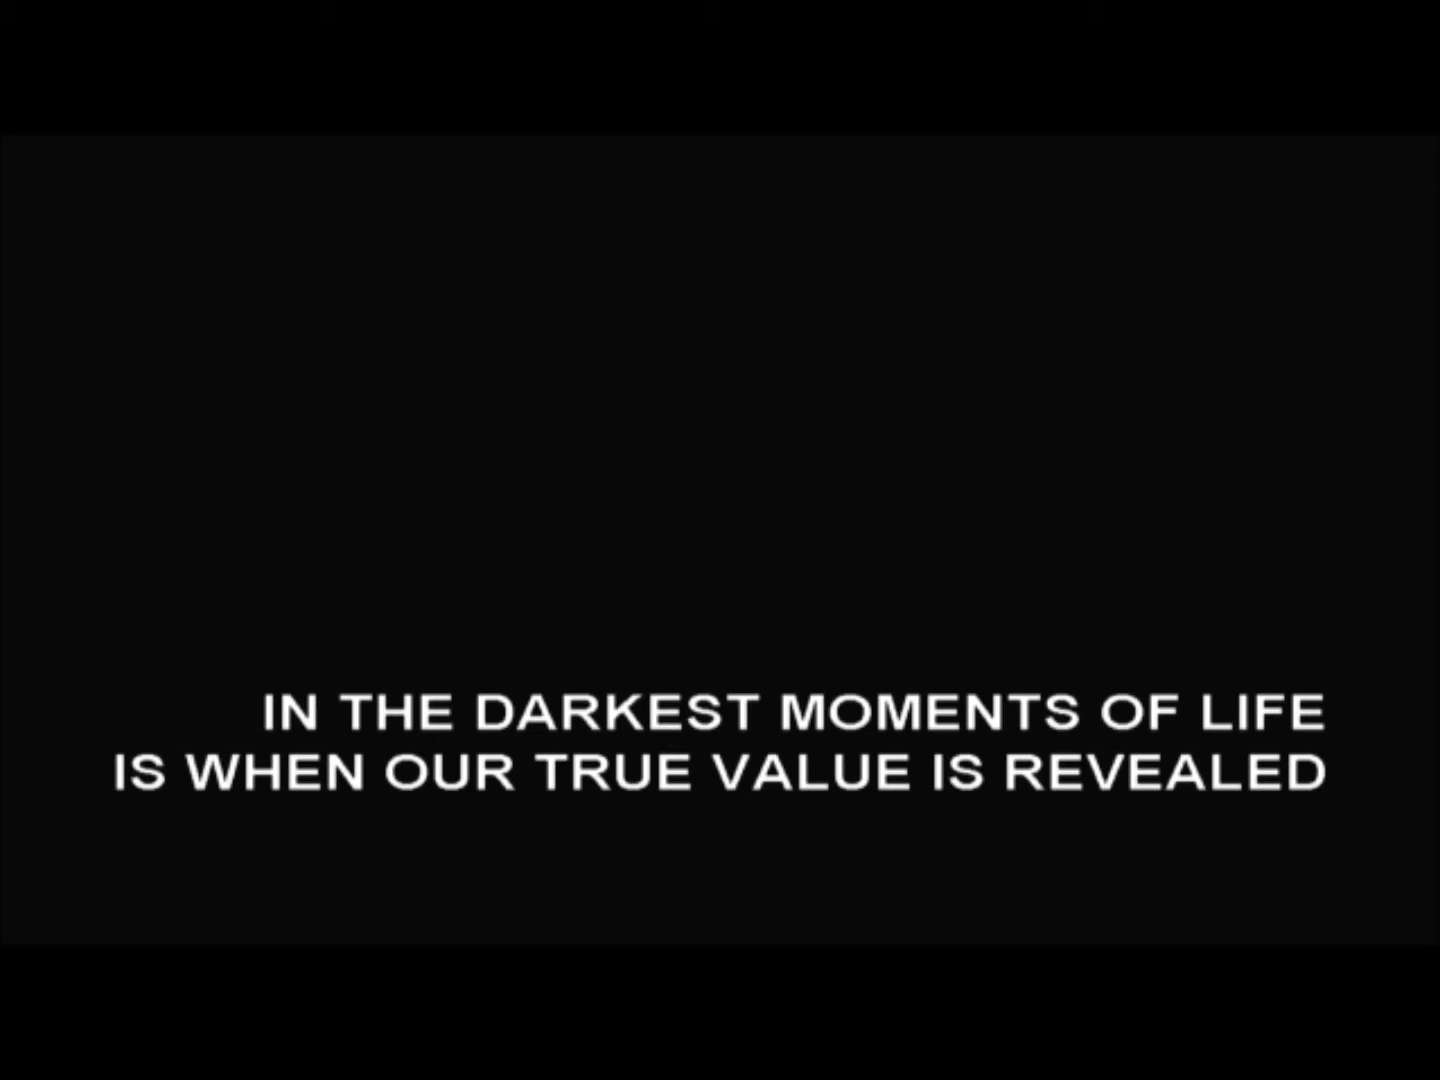 IN THE DARKEST MOMENTS OF LIFE
IS WHEN OUR TRUE VALUE IS REVEALED